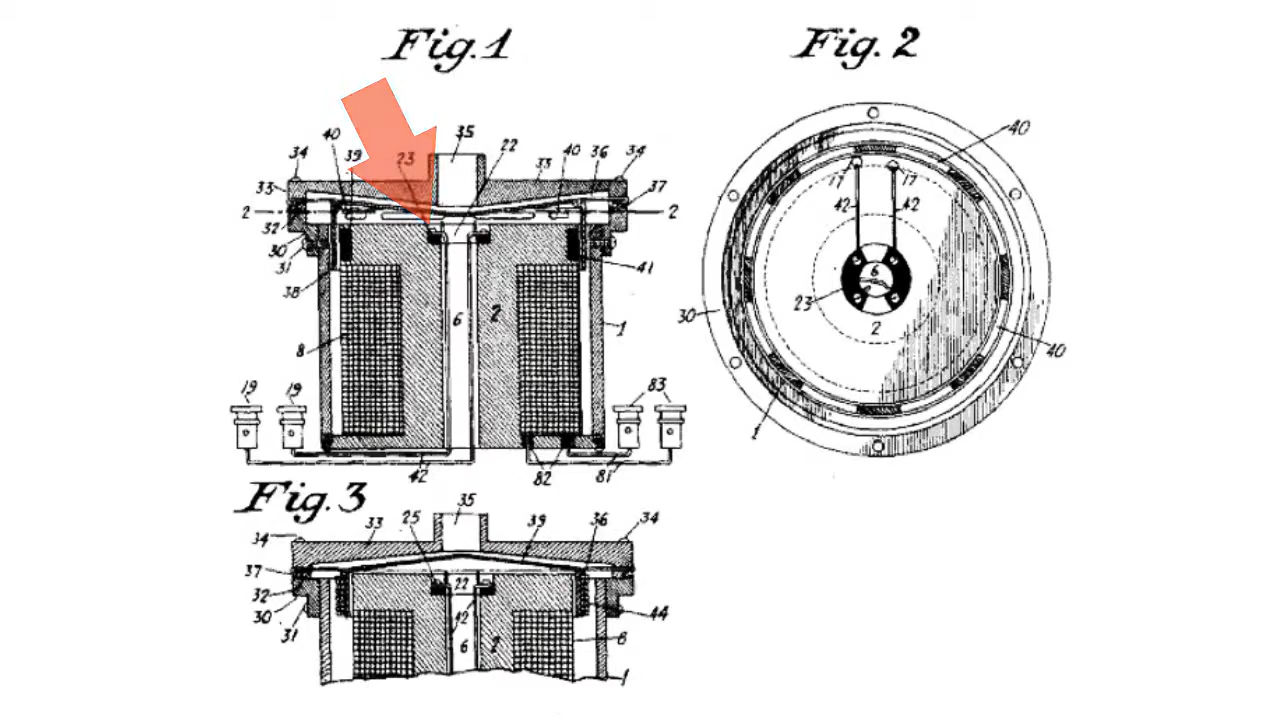 Fig.1
Fig. 2
34 40 39 23 35 22 33 40 36 34
33 37
2 2
32
30
31
38 41
6 2
8 1
19 19 83
42 82 81
40
17 17
42 42
6
23
30 2
40
1
Fig.3
34 33 25 35 39 36 34
37
32 22
30 42 44
31
6 2 8
1